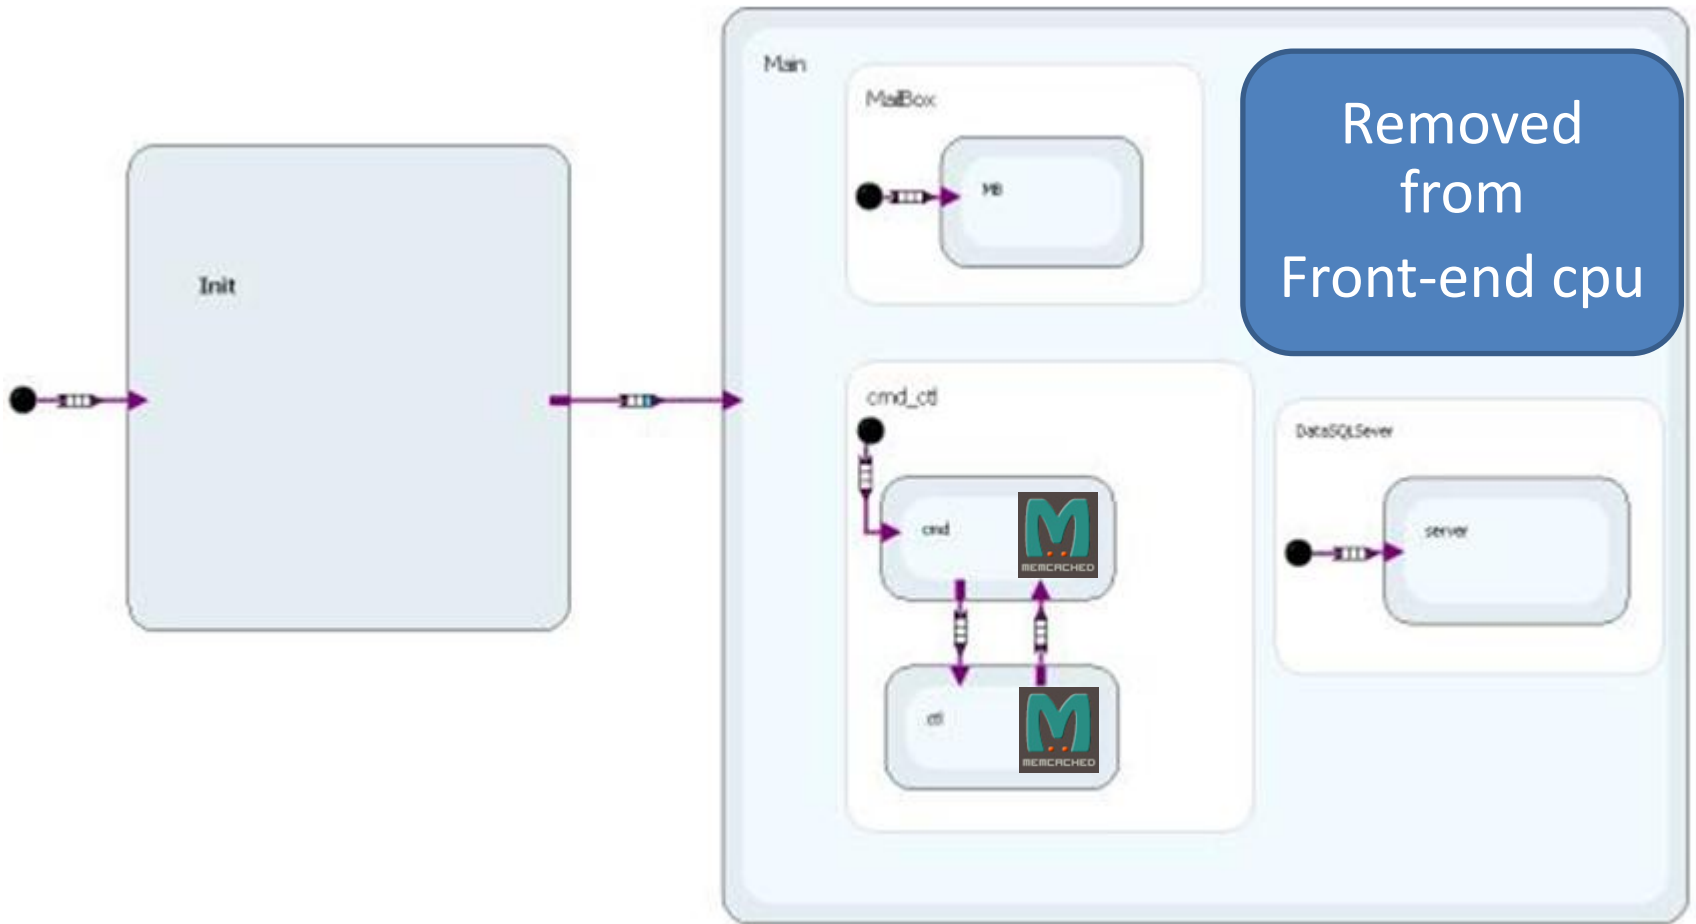 Main
MailBox
MB
Removed
from
Front-end cpu
Init
cmd_ctl
cmd
MEMCACHED
ctl
MEMCACHED
DataSQLSever
server